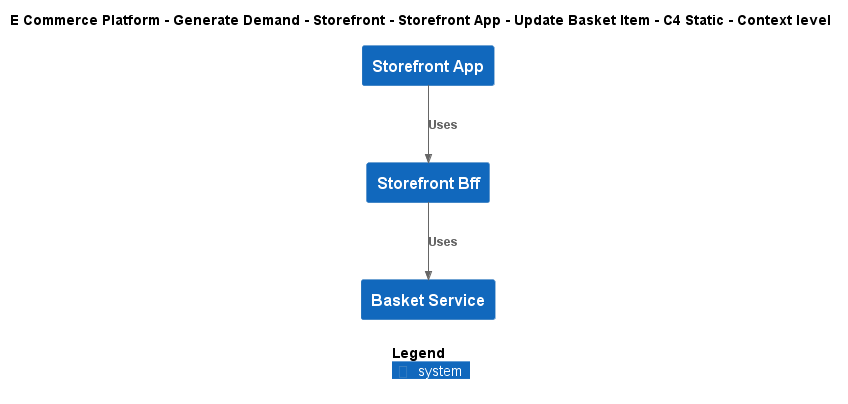 E Commerce Platform - Generate Demand - Storefront - Storefront App - Update Basket Item - C4 Static - Context level
Storefront App
Uses
Storefront Bff
Uses
Basket Service
Legend
system